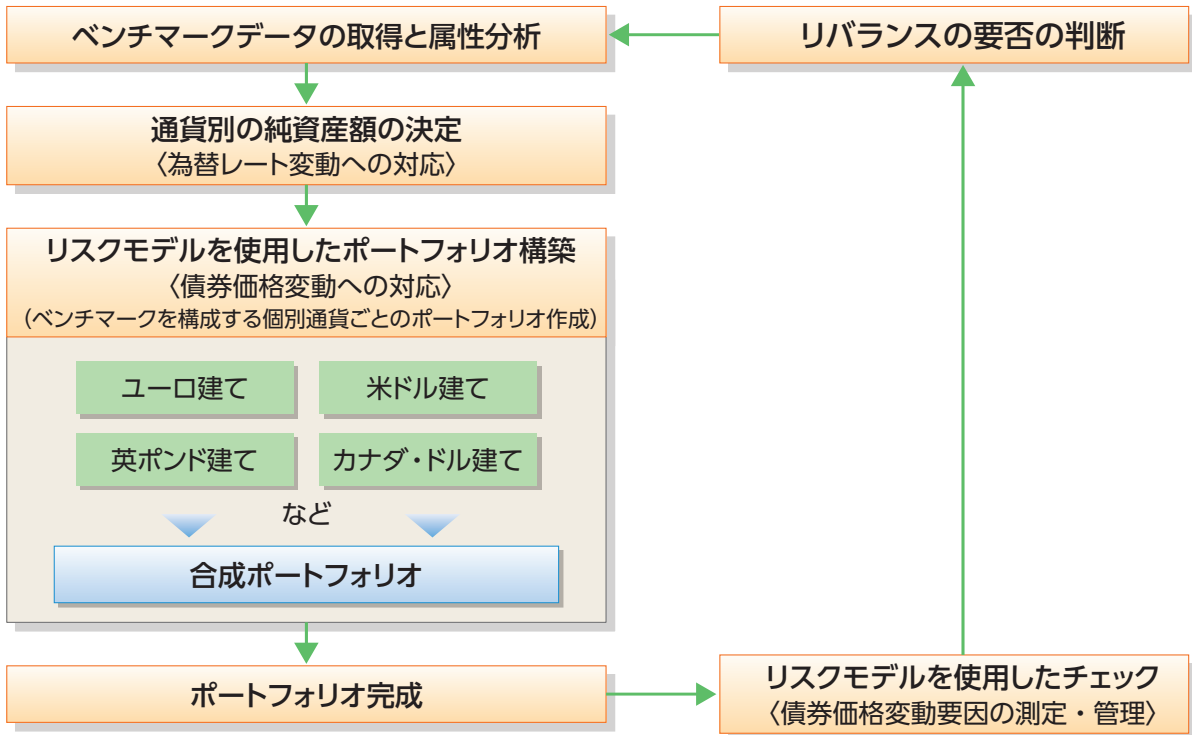 ベンチマークデータの取得と属性分析
リバランスの要否の判断
通貨別の純資産額の決定
〈為替レート変動への対応〉
リスクモデルを使用したポートフォリオ構築
〈債券価格変動への対応〉
（ベンチマークを構成する個別通貨ごとのポートフォリオ作成）
ユーロ建て
米ドル建て
英ポンド建て
カナダ・ドル建て
など
合成ポートフォリオ
ポートフォリオ完成
リスクモデルを使用したチェック
〈債券価格変動要因の測定・管理〉